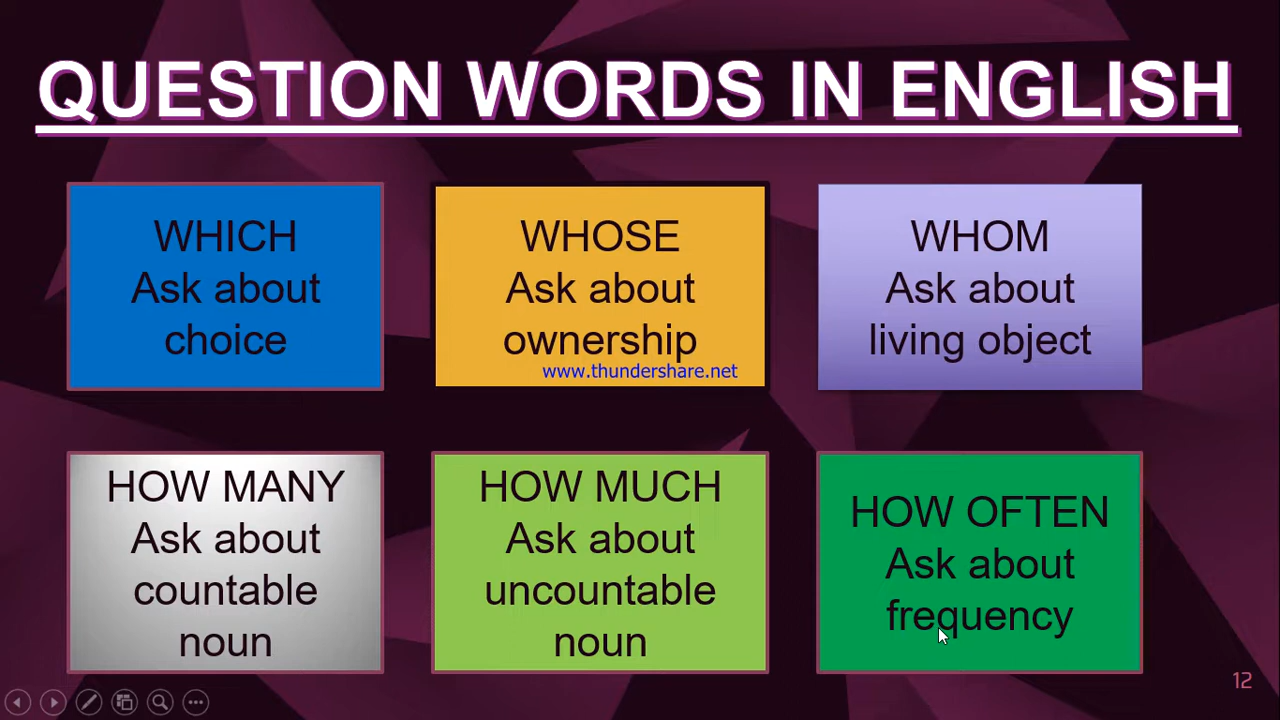 QUESTION WORDS IN ENGLISH
WHICH
Ask about
choice
WHOSE
Ask about
ownership
www.thundershare.net
WHOM
Ask about
living object
HOW MANY
Ask about
countable
noun
HOW MUCH
Ask about
uncountable
noun
HOW OFTEN
Ask about
frequency
12